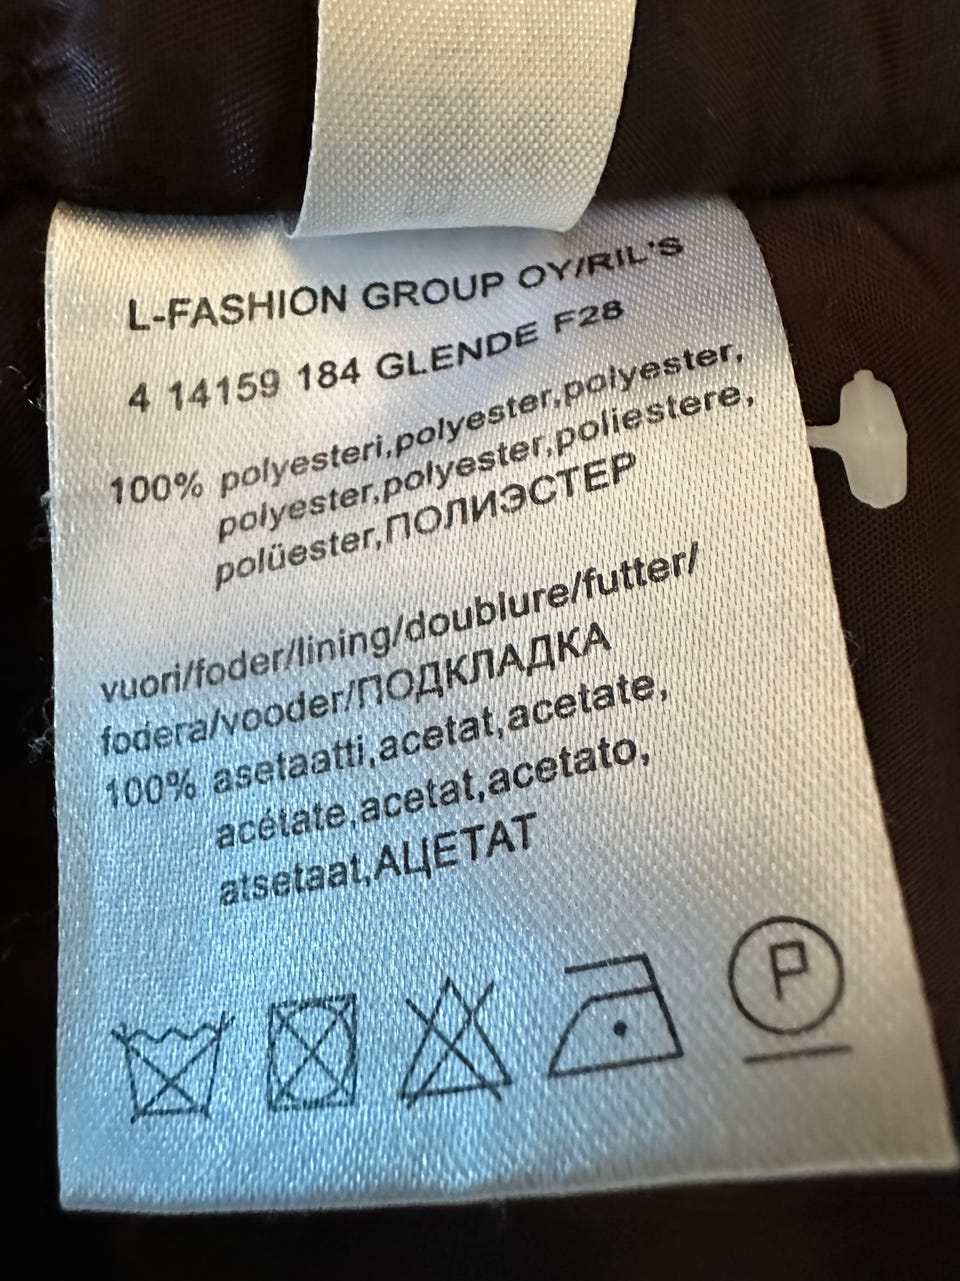 L-FASHION GROUP OY/RIL'S
4 14159 184 GLENDE F28
100% polyesteri,polyester,polyester,
polyester,polyester,poliestere,
polüester,ПОЛИЭСТЕР
vuori/foder/lining/doublure/futter/
fodera/vooder/ПОДКЛАДКА
100% asetaatti,acetat,acetate,
acétate,acetat,acetato,
atsetaat,АЦЕТАТ
P